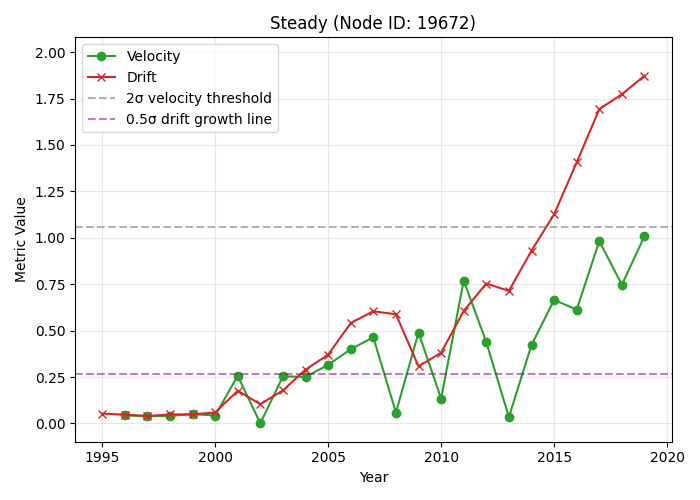 Steady (Node ID: 19672)
2.00
1.75
1.50
1.25
1.00
0.75
0.50
0.25
0.00
Metric Value
Velocity
Drift
2σ velocity threshold
0.5σ drift growth line
1995
2000
2005
2010
2015
2020
Year